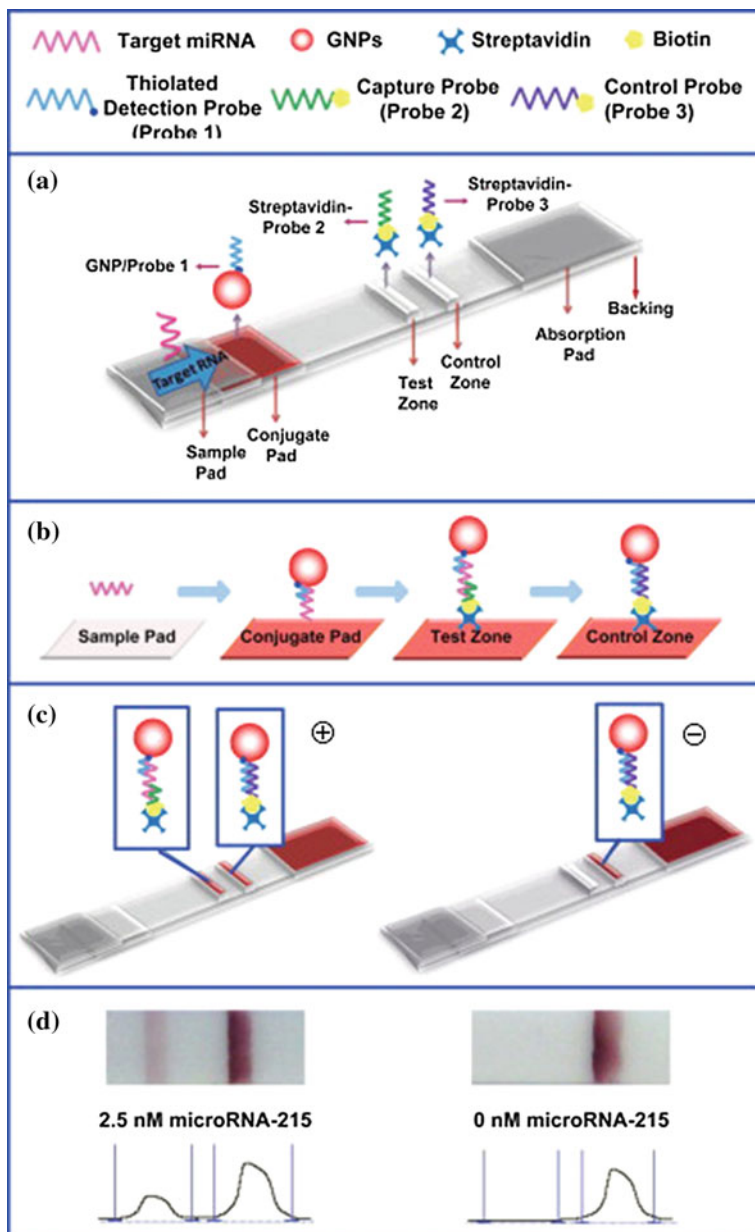 Target miRNA
GNPs
Streptavidin
Biotin
Thiolated
Detection Probe
(Probe 1)
Capture Probe
(Probe 2)
Control Probe
(Probe 3)
(a)
Streptavidin-
Probe 2
Streptavidin-
Probe 3
GNP/Probe 1
Target RNA
Backing
Absorption
Pad
Control
Zone
Test
Zone
Conjugate
Pad
Sample
Pad
(b)
Sample Pad
Conjugate Pad
Test Zone
Control Zone
(c)
+
−
(d)
2.5 nM microRNA-215
0 nM microRNA-215